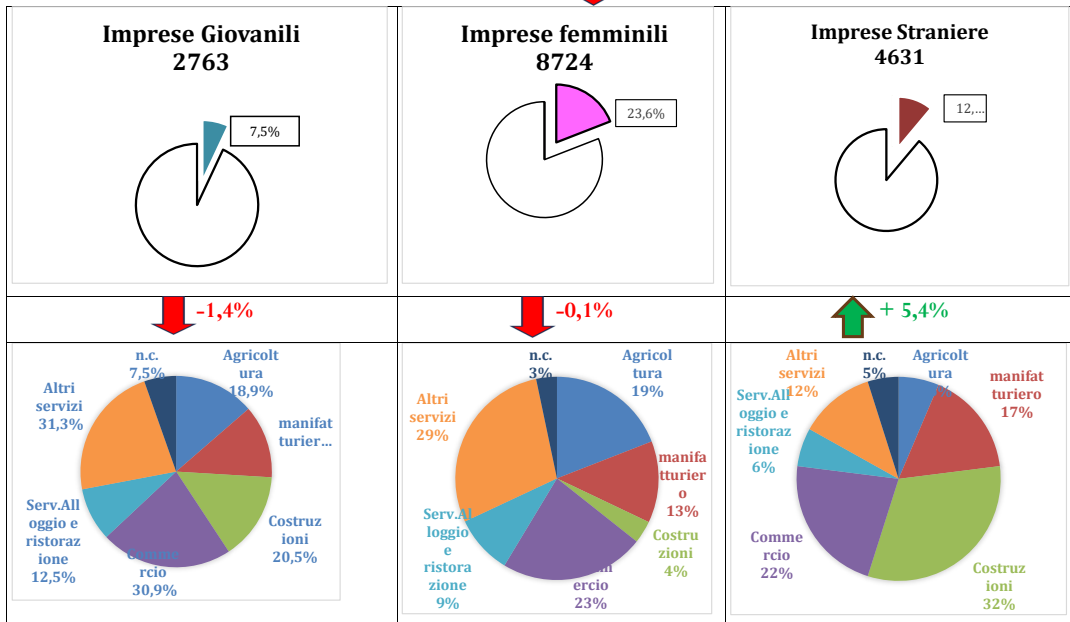 Imprese Giovanili
2763
7,5%
Imprese femminili
8724
23,6%
Imprese Straniere
4631
12,...
-1,4%
-0,1%
+ 5,4%
n.c.
7,5%
Agricolt
ura
18,9%
manifat
turier...
Costruz
ioni
20,5%
Comme
rcio
30,9%
Serv.All
oggio e
ristoraz
ione
12,5%
Altri
servizi
31,3%
n.c.
3%
Agricol
tura
19%
manifa
tturier
o
13%
Costru
zioni
4%
ercio
23%
Serv.Al
loggio
e
ristora
zione
9%
Altri
servizi
29%
n.c.
5%
Agricolt
ura
%
manifat
turiero
17%
Costruz
ioni
32%
Comme
rcio
22%
Serv.All
oggio e
ristoraz
ione
6%
Altri
servizi
12%